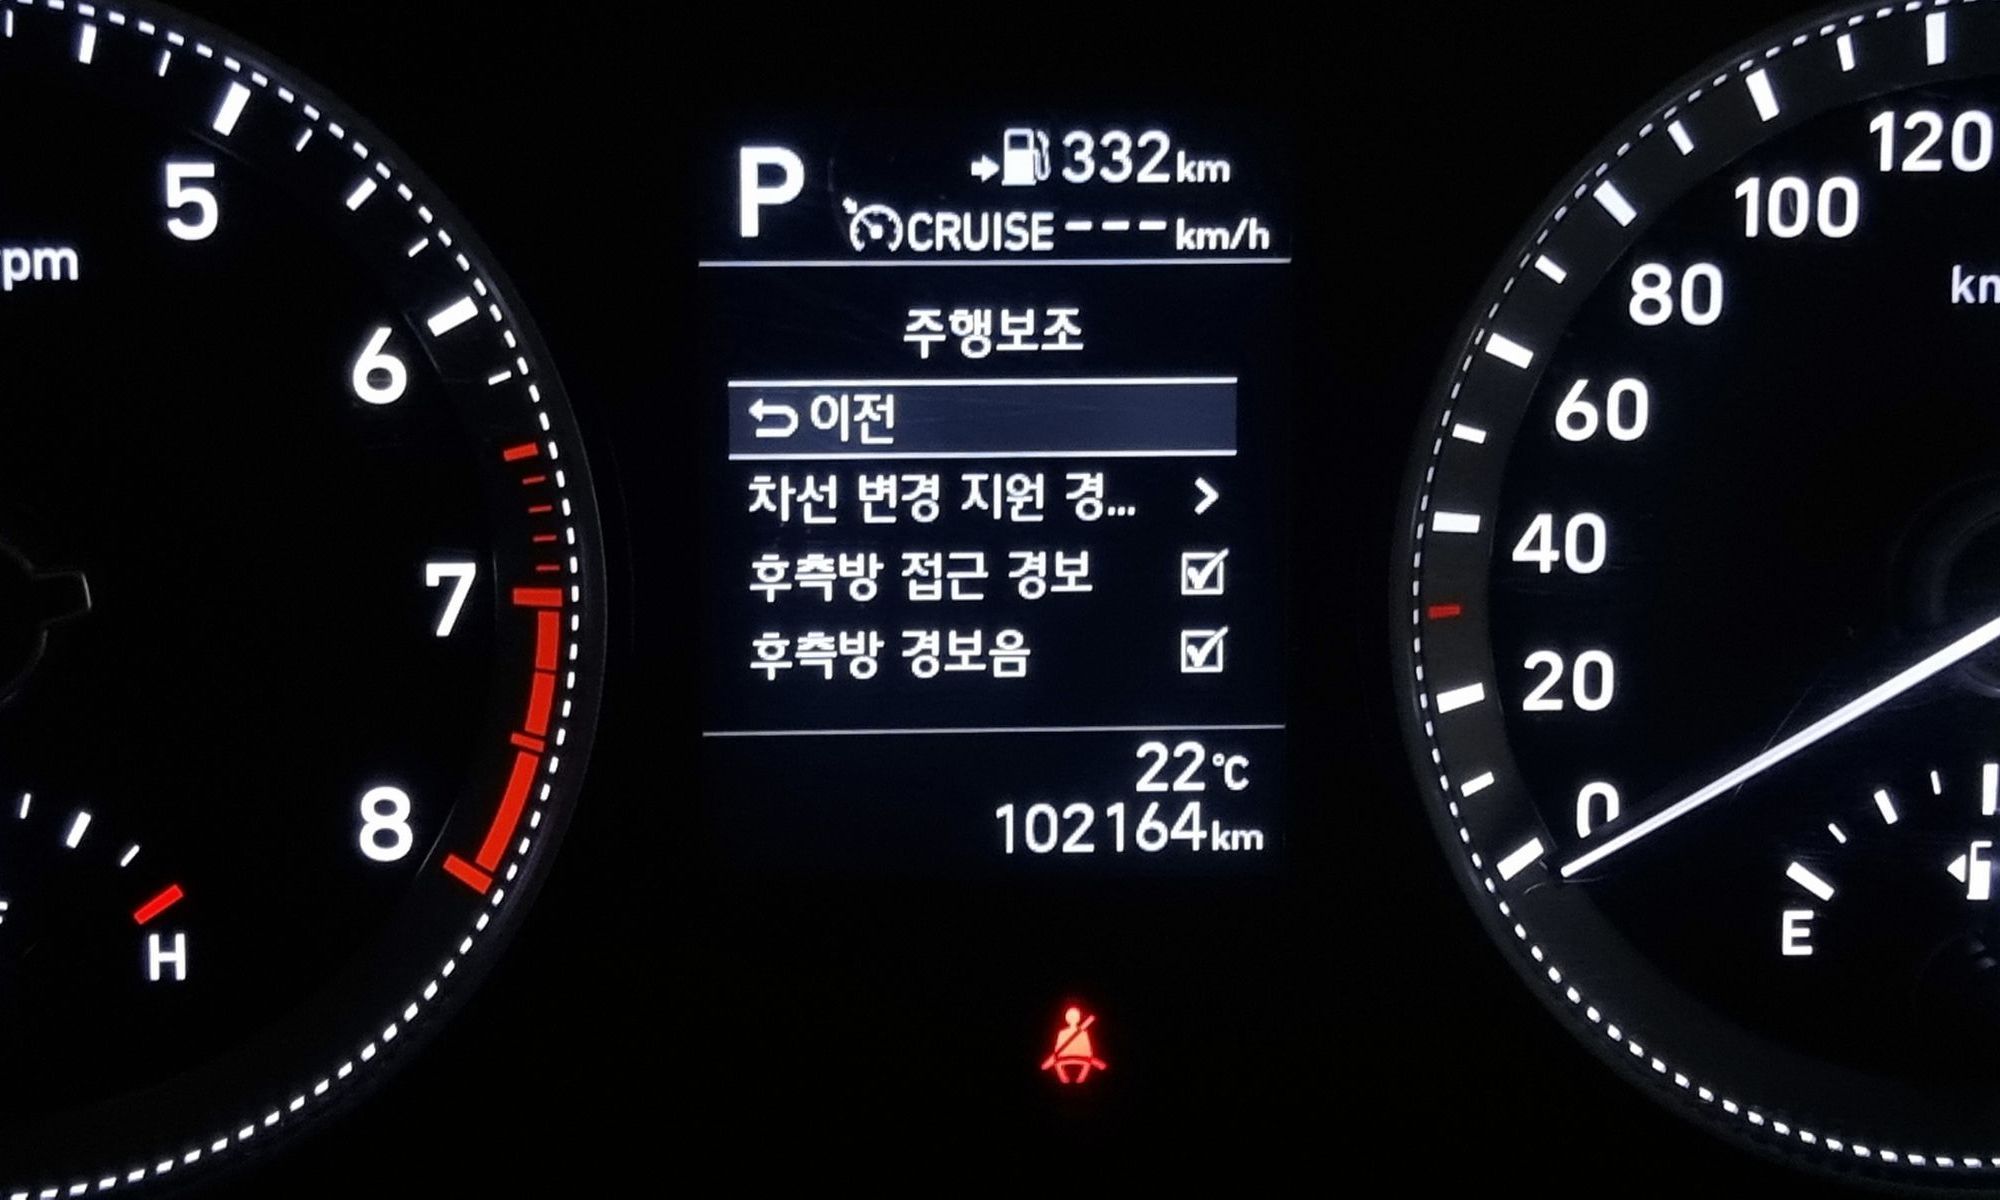 5
rpm
6
7
8
H
P
332km
CRUISE---km/h
주행보조
이전
차선 변경 지원 경...
후측방 접근 경보
후측방 경보음
22°C
102164km
120
100
80
60
40
20
0
E